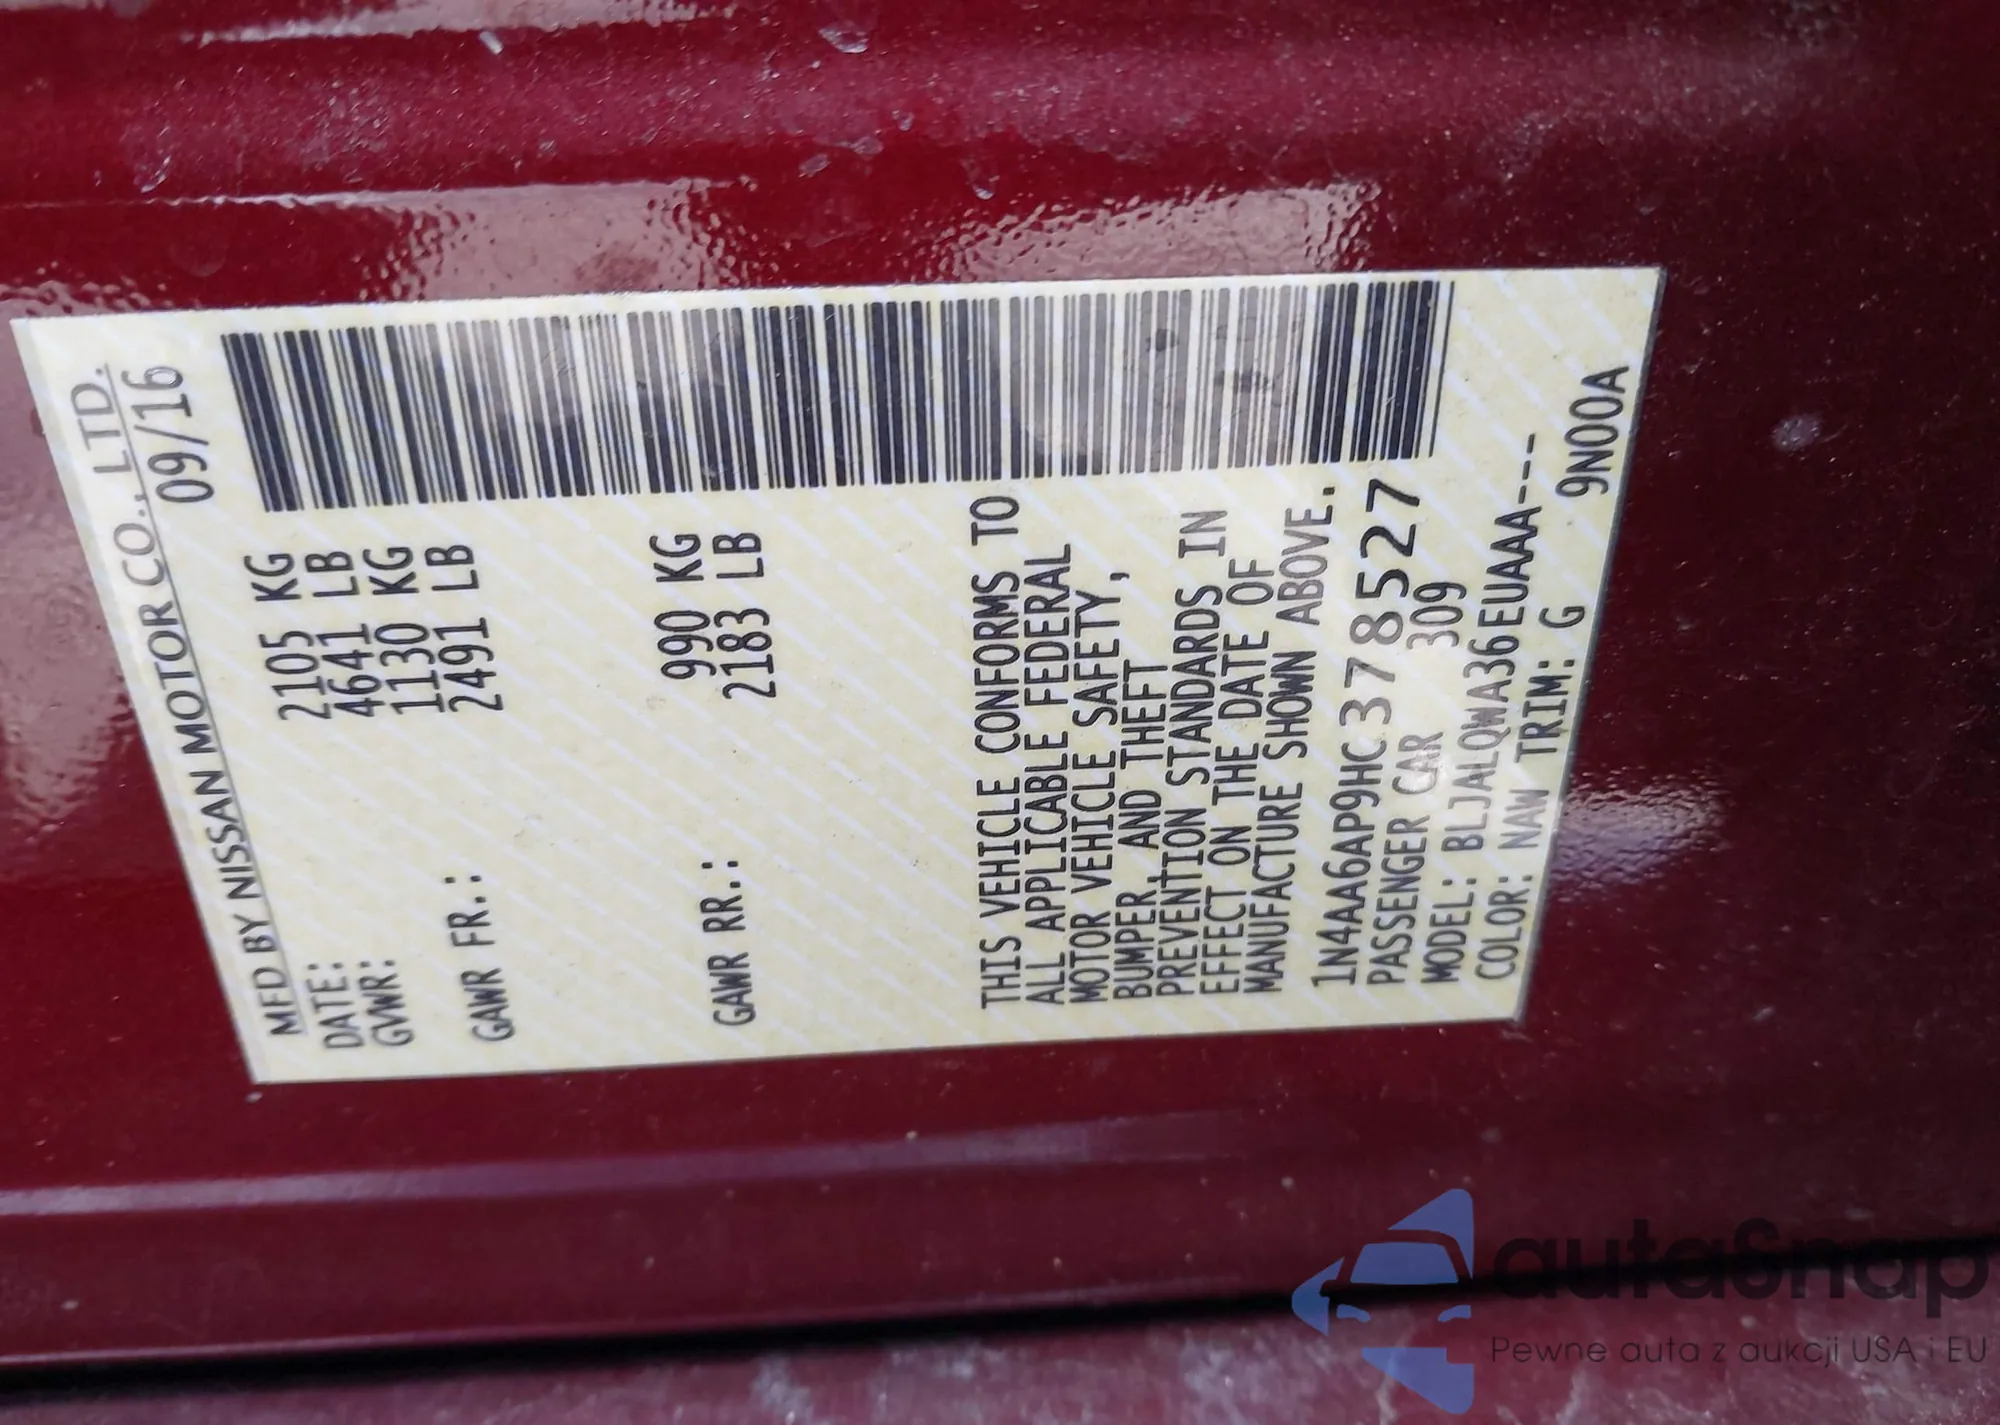 MFD BY NISSAN MOTOR CO., LTD.
DATE: 09/16
GVWR: 2105 KG
4641 LB
GAWR FR.: 1130 KG
2491 LB
GAWR RR.: 990 KG
2183 LB
THIS VEHICLE CONFORMS TO
ALL APPLICABLE FEDERAL
MOTOR VEHICLE SAFETY,
BUMPER, AND THEFT
PREVENTION STANDARDS IN
EFFECT ON THE DATE OF
MANUFACTURE SHOWN ABOVE.
1N4AA6AP9HC378527
PASSENGER CAR 309
MODEL: BLJALQWA36EUAAA---
COLOR: NAW TRIM: G 9N00A
autaSnap
Pewne auta z aukcji USA i EU